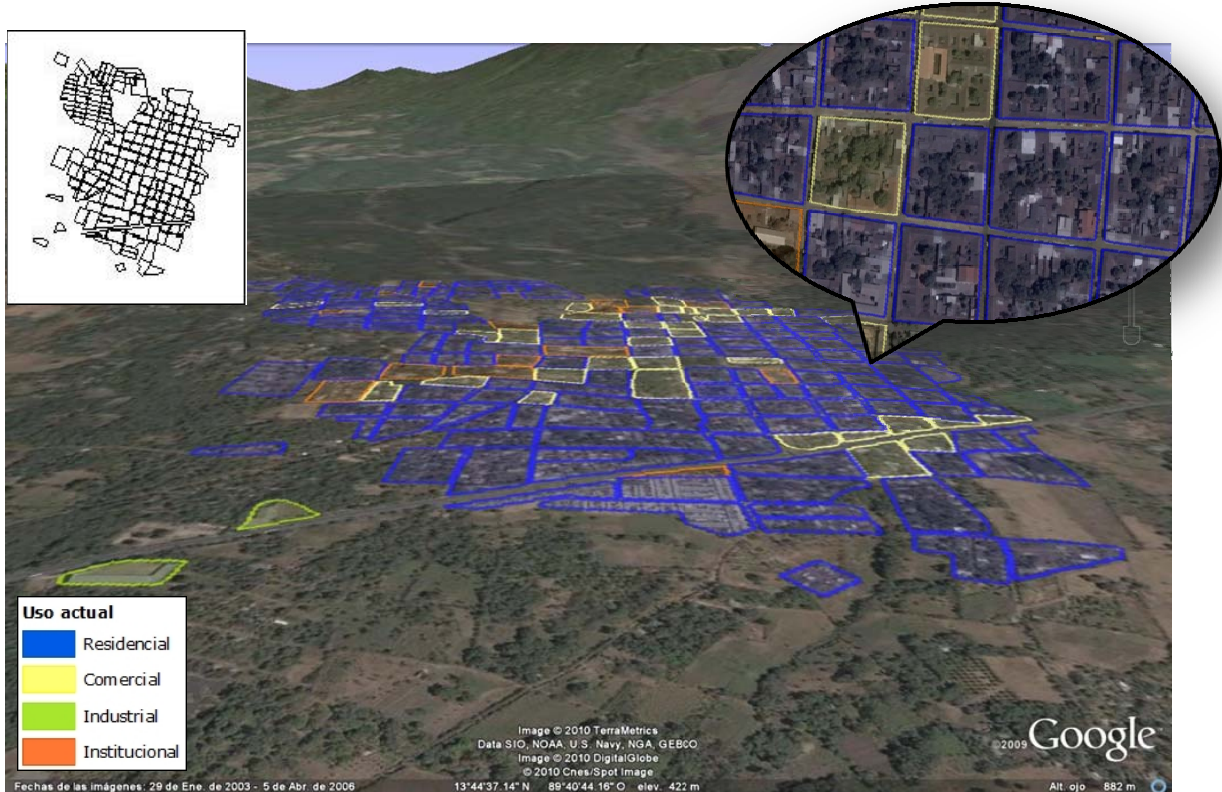 Uso actual
Residencial
Comercial
Industrial
Institucional
Image © 2010 TerraMetrics
Data SIO, NOAA, U.S. Navy, NGA, GEBCO
Image © 2010 DigitalGlobe
© 2010 Cnes/Spot Image
©2009 Google
Fechas de las imágenes: 29 de Ene. de 2003 - 5 de Abr. de 2006
13°44'37.14" N 89°40'44.16" O elev. 422 m
Alt. ojo 882 m